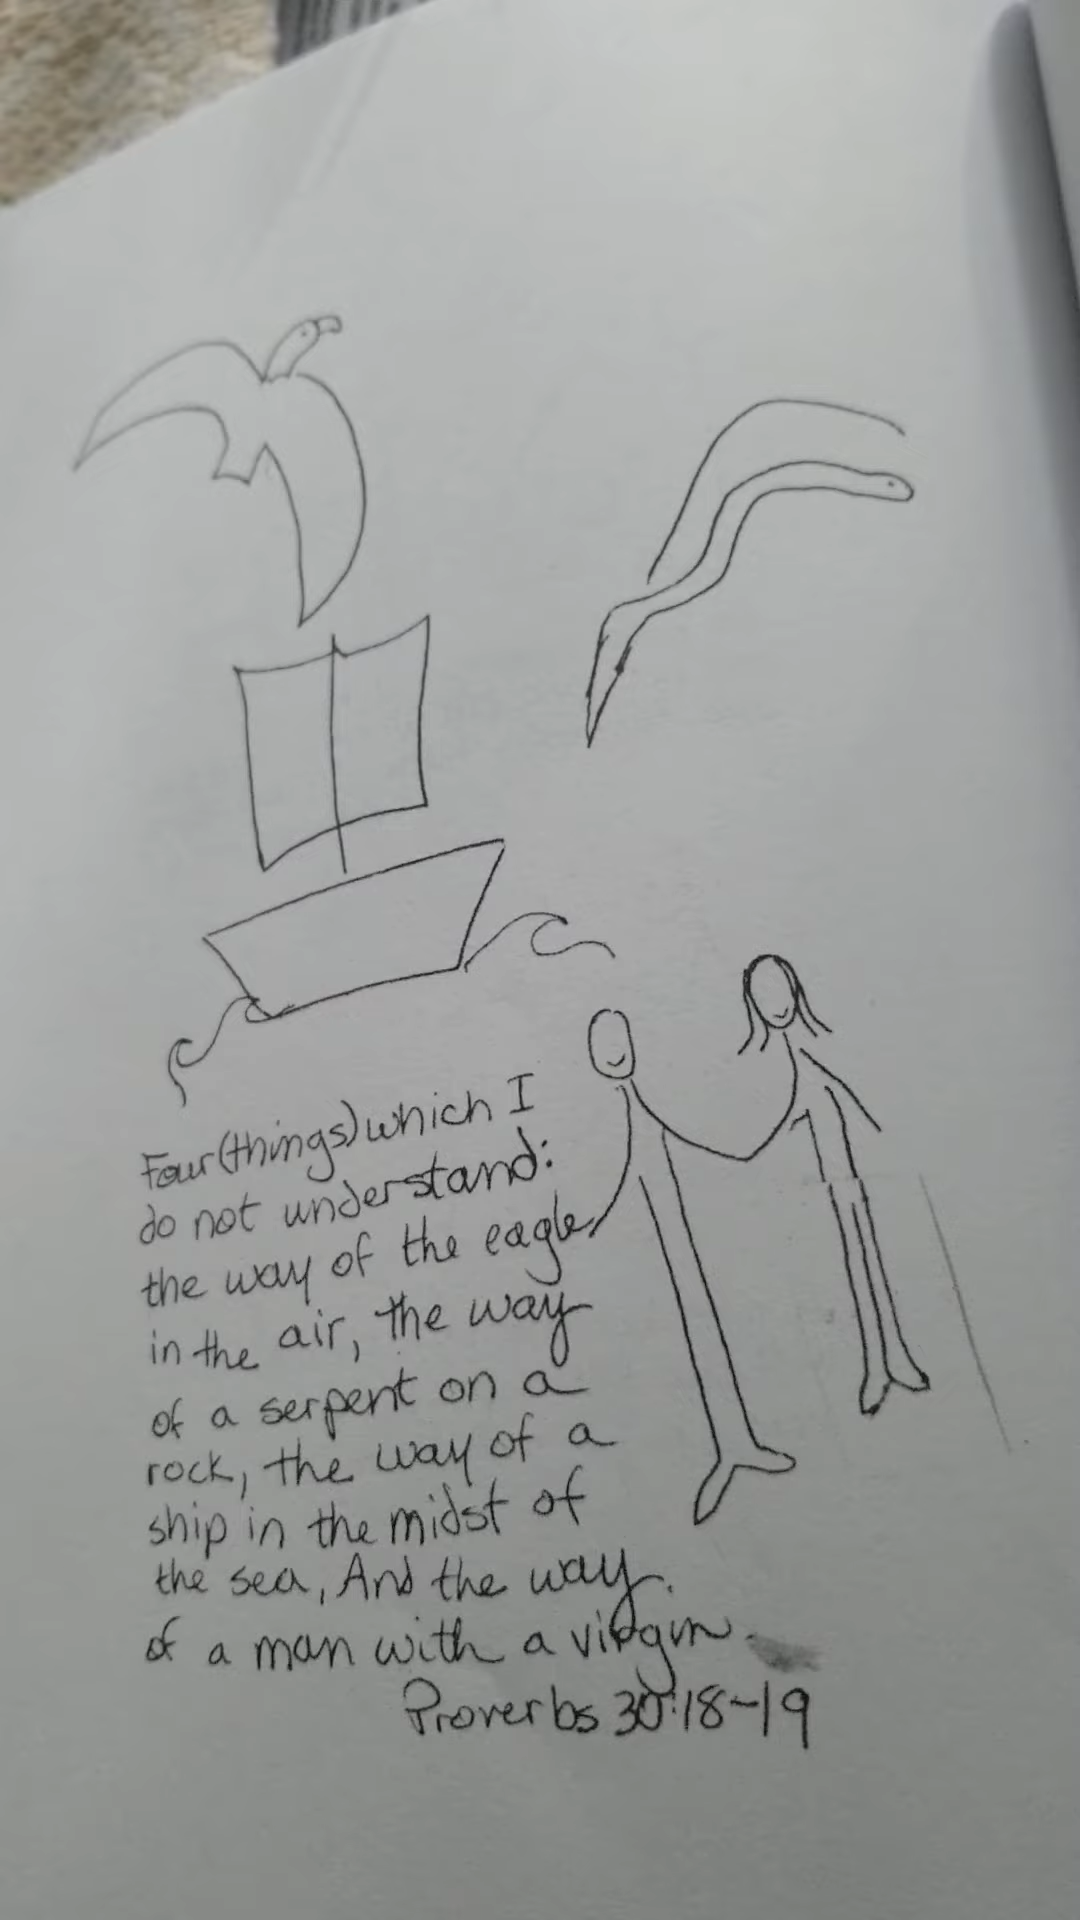 Four(things)which I
do not understand:
the way of the eagle
in the air, the way
of a serpent on a
rock, the way of a
ship in the midst of
the sea, And the way
of a man with a virgin.
Proverbs 30:18-19